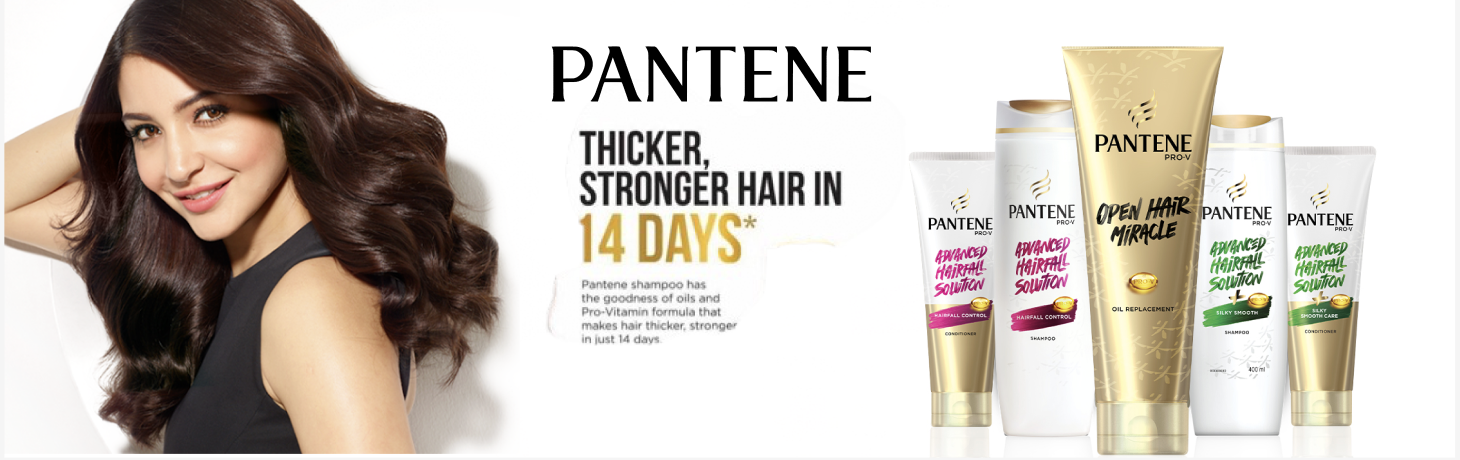 PANTENE
THICKER,
STRONGER HAIR IN
14 DAYS*
Pantene shampoo has
the goodness of oils and
Pro-Vitamin formula that
makes hair thicker, stronger
in just 14 days.
PANTENE
PRO-V
ADVANCED
HAIRFALL
SOLUTION
HAIRFALL CONTROL
CONDITIONER
PANTENE
PRO-V
ADVANCED
HAIRFALL
SOLUTION
HAIRFALL CONTROL
SHAMPOO
PANTENE
PRO-V
OPEN HAIR
MIRACLE
PRO-V
OIL REPLACEMENT
PANTENE
PRO-V
ADVANCED
HAIRFALL
SOLUTION
+
SILKY SMOOTH
SHAMPOO
400 ml
PANTENE
PRO-V
ADVANCED
HAIRFALL
SOLUTION
+
SILKY
SMOOTH CARE
CONDITIONER